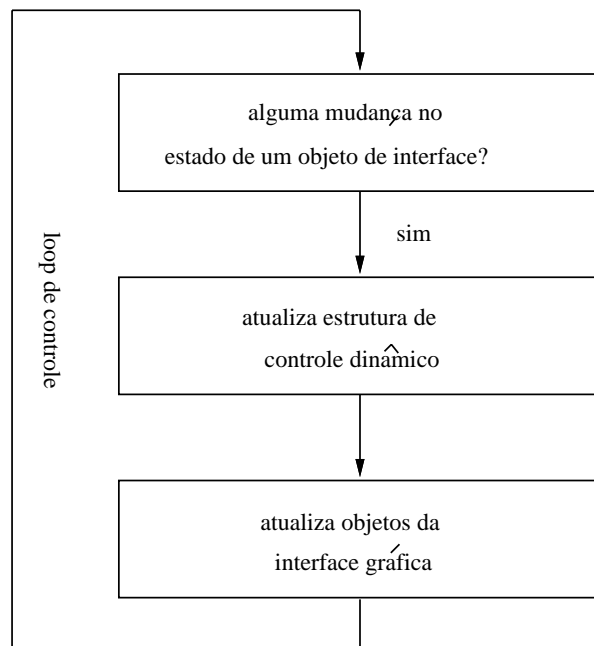 alguma mudança no
estado de um objeto de interface?
sim
loop de controle
atualiza estrutura de
controle dinâmico
atualiza objetos da
interface gráfica